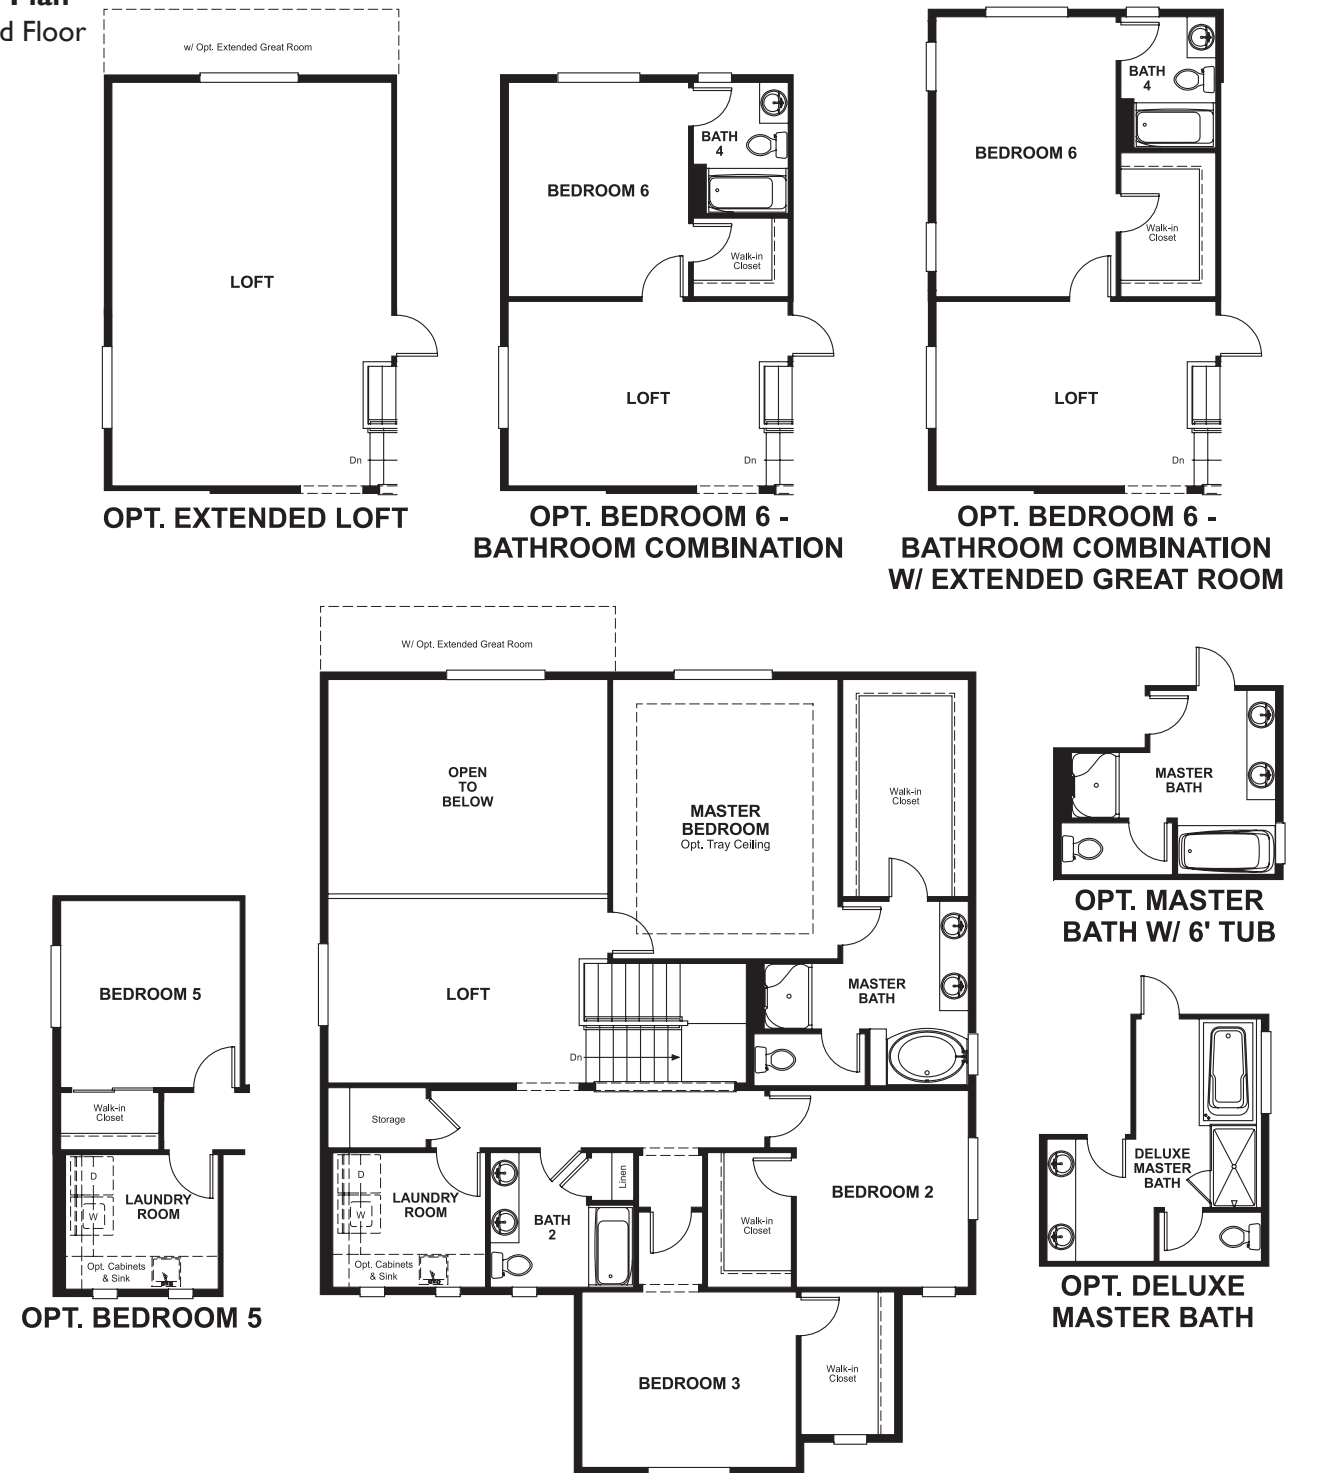 Plan
d Floor
w/ Opt. Extended Great Room
LOFT
Dn
OPT. EXTENDED LOFT
BATH
4
BEDROOM 6
Walk-in
Closet
LOFT
Dn
OPT. BEDROOM 6 -
BATHROOM COMBINATION
BATH
4
BEDROOM 6
Walk-in
Closet
LOFT
Dn
OPT. BEDROOM 6 -
BATHROOM COMBINATION
W/ EXTENDED GREAT ROOM
W/ Opt. Extended Great Room
OPEN
TO
BELOW
MASTER
BEDROOM
Opt. Tray Ceiling
Walk-in
Closet
LOFT
Dn
MASTER
BATH
Storage
D
W
LAUNDRY
ROOM
Opt. Cabinets
& Sink
BATH
2
Linen
Walk-in
Closet
BEDROOM 2
BEDROOM 3
Walk-in
Closet
BEDROOM 5
Walk-in
Closet
D
W
LAUNDRY
ROOM
Opt. Cabinets
& Sink
OPT. BEDROOM 5
MASTER
BATH
OPT. MASTER
BATH W/ 6' TUB
DELUXE
MASTER
BATH
OPT. DELUXE
MASTER BATH